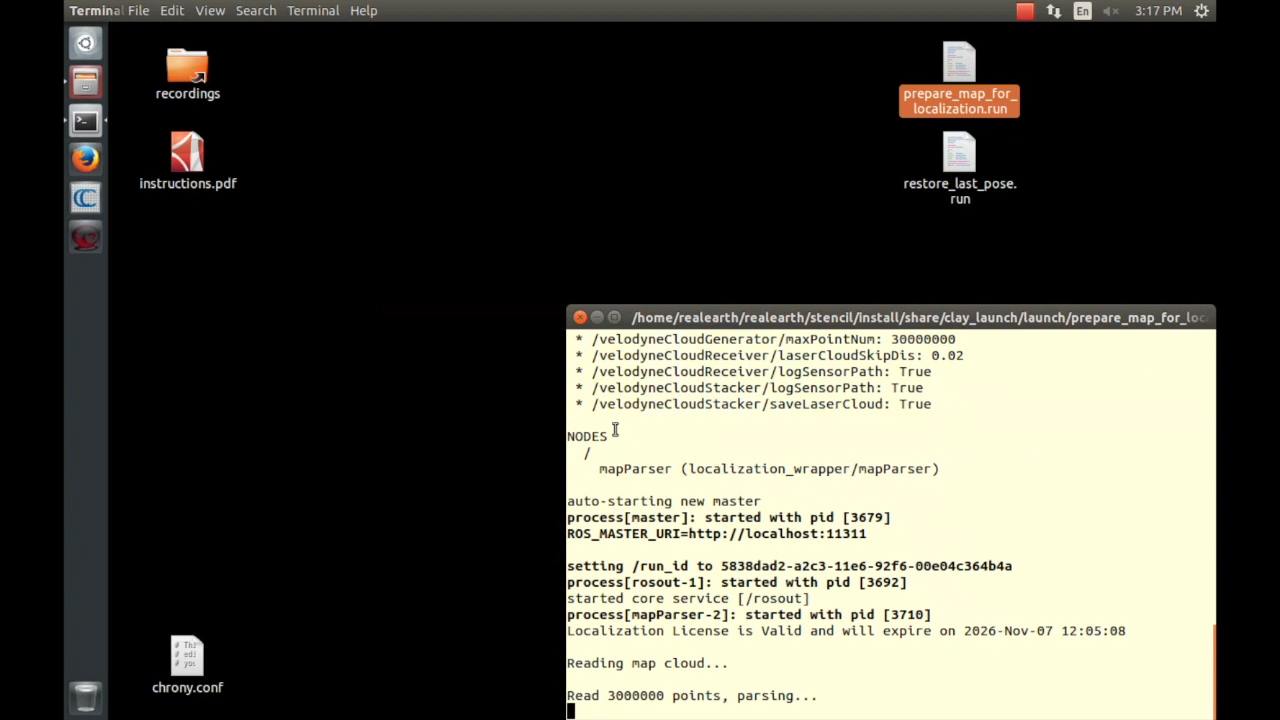 Terminal File Edit View Search Terminal Help
En
3:17 PM
recordings
instructions.pdf
prepare_map_for_
localization.run
restore_last_pose.
run
/home/realearth/realearth/stencil/install/share/clay_launch/launch/prepare_map_for_loc
* /velodyneCloudGenerator/maxPointNum: 30000000
* /velodyneCloudReceiver/laserCloudSkipDis: 0.02
* /velodyneCloudReceiver/logSensorPath: True
* /velodyneCloudStacker/logSensorPath: True
* /velodyneCloudStacker/saveLaserCloud: True
NODES
/
mapParser (localization_wrapper/mapParser)
auto-starting new master
process[master]: started with pid [3679]
ROS_MASTER_URI=http://localhost:11311
setting /run_id to 5838dad2-a2c3-11e6-92f6-00e04c364b4a
process[rosout-1]: started with pid [3692]
started core service [/rosout]
process[mapParser-2]: started with pid [3710]
Localization License is Valid and will expire on 2026-Nov-07 12:05:08
Reading map cloud...
Read 3000000 points, parsing...
# Thi
# edi
# you
chrony.conf